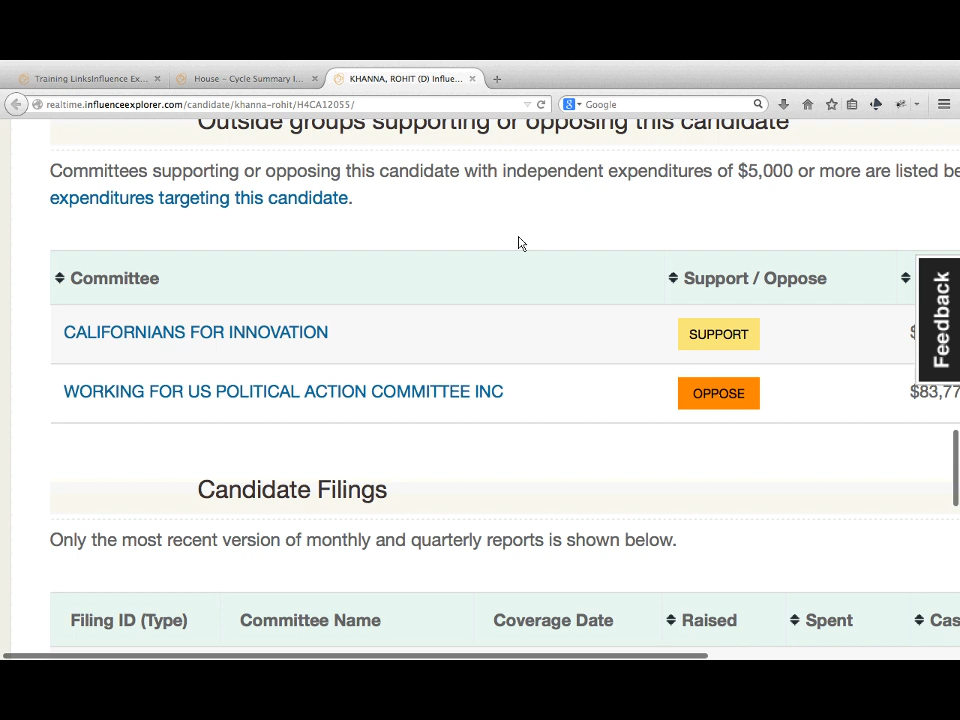 Training LinksInfluence Ex...
House – Cycle Summary I...
KHANNA, ROHIT (D) Influe...
realtime.influenceexplorer.com/candidate/khanna-rohit/H4CA12055/
Google
Outside groups supporting or opposing this candidate
Committees supporting or opposing this candidate with independent expenditures of $5,000 or more are listed be
expenditures targeting this candidate.
Committee
Support / Oppose
CALIFORNIANS FOR INNOVATION
SUPPORT
WORKING FOR US POLITICAL ACTION COMMITTEE INC
OPPOSE
$83,77
Feedback
Candidate Filings
Only the most recent version of monthly and quarterly reports is shown below.
Filing ID (Type)
Committee Name
Coverage Date
Raised
Spent
Cas